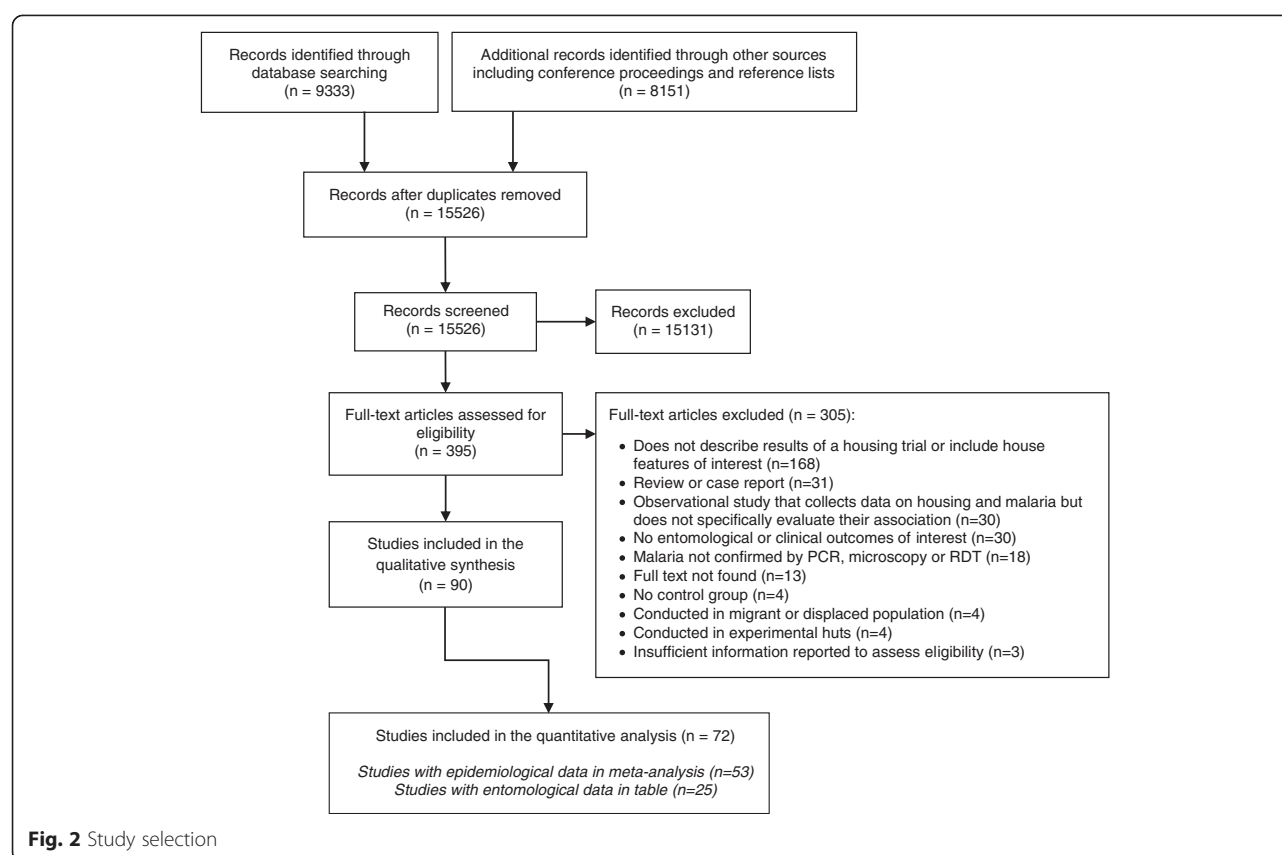 Records identified through
database searching
(n = 9333)
Additional records identified through other sources
including conference proceedings and reference lists
(n = 8151)
Records after duplicates removed
(n = 15526)
Records screened
(n = 15526)
Records excluded
(n = 15131)
Full-text articles assessed for
eligibility
(n = 395)
Full-text articles excluded (n = 305):
• Does not describe results of a housing trial or include house
features of interest (n=168)
• Review or case report (n=31)
• Observational study that collects data on housing and malaria but
does not specifically evaluate their association (n=30)
• No entomological or clinical outcomes of interest (n=30)
• Malaria not confirmed by PCR, microscopy or RDT (n=18)
• Full text not found (n=13)
• No control group (n=4)
• Conducted in migrant or displaced population (n=4)
• Conducted in experimental huts (n=4)
• Insufficient information reported to assess eligibility (n=3)
Studies included in the
qualitative synthesis
(n = 90)
Studies included in the quantitative analysis (n = 72)
Studies with epidemiological data in meta-analysis (n=53)
Studies with entomological data in table (n=25)
Fig. 2 Study selection